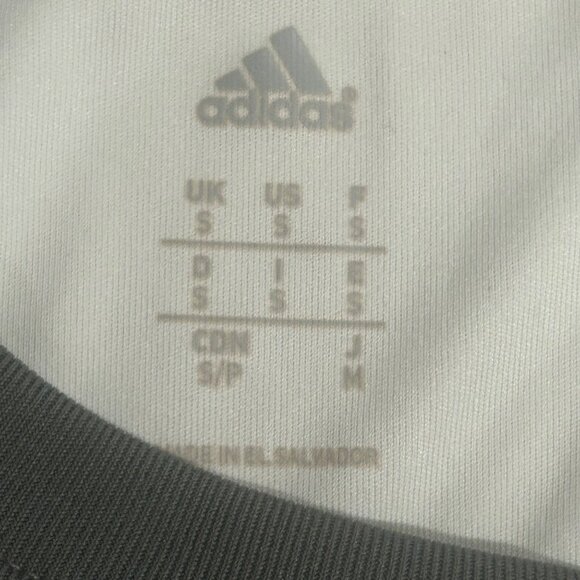 adidas®
UK US F
S S S
D I E
S S S
CDN J
S/P M
MADE IN EL SALVADOR